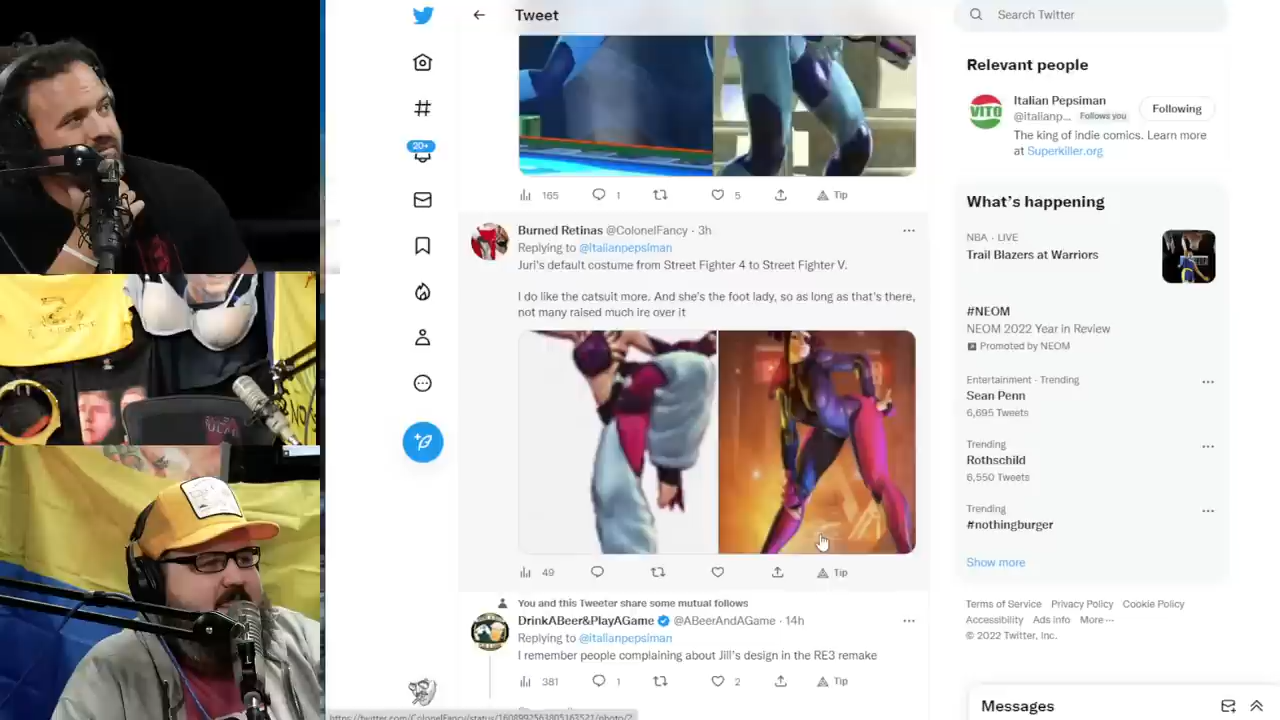 Tweet
165
1
5
Tip
Burned Retinas @ColonelFancy · 3h
Replying to @italianpepsiman
Juri's default costume from Street Fighter 4 to Street Fighter V.
I do like the catsuit more. And she's the foot lady, so as long as that's there,
not many raised much ire over it
49
Tip
You and this Tweeter share some mutual follows
DrinkABeer&PlayAGame @ABeerAndAGame · 14h
Replying to @italianpepsiman
I remember people complaining about Jill's design in the RE3 remake
381
1
2
Tip
20+
Search Twitter
Relevant people
VITO
Italian Pepsiman
@italianp... Follows you
Following
The king of indie comics. Learn more
at Superkiller.org
What's happening
NBA · LIVE
Trail Blazers at Warriors
#NEOM
NEOM 2022 Year in Review
Promoted by NEOM
Entertainment · Trending
Sean Penn
6,695 Tweets
Trending
Rothschild
6,550 Tweets
Trending
#nothingburger
Show more
Terms of Service Privacy Policy Cookie Policy
Accessibility Ads info More ···
© 2022 Twitter, Inc.
Messages